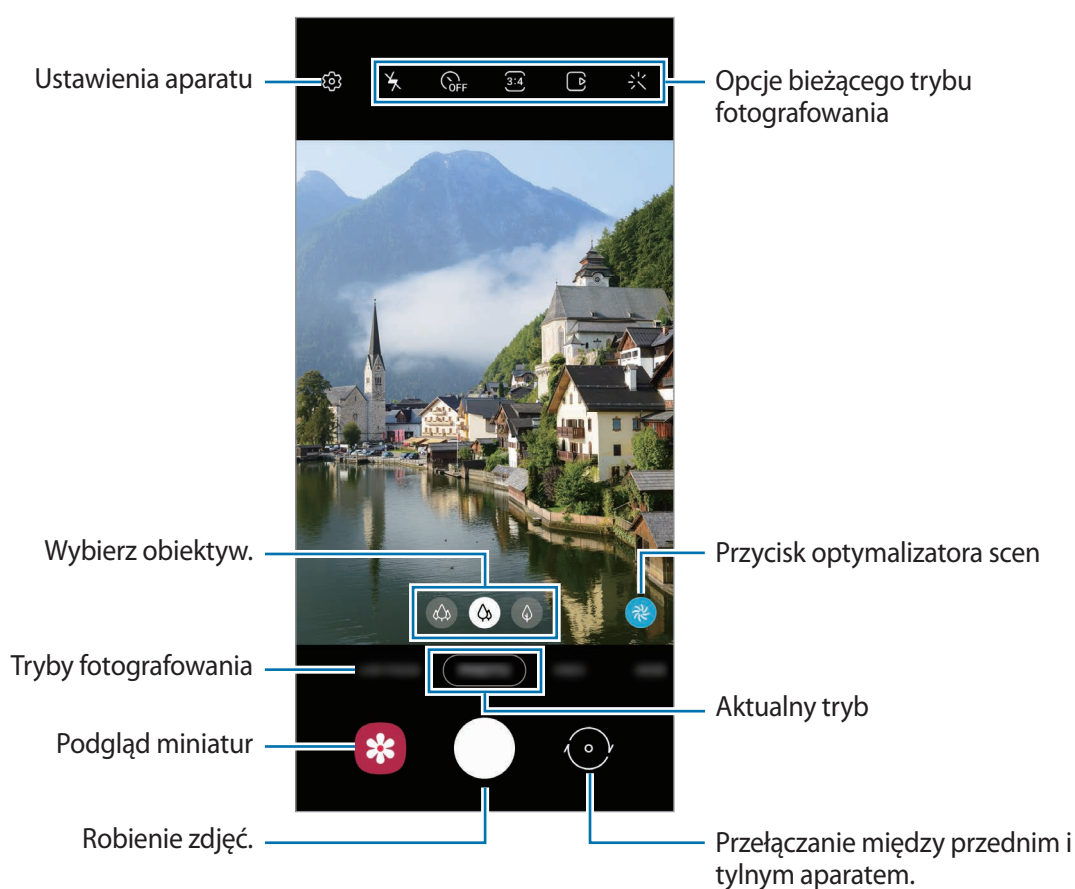 Ustawienia aparatu
OFF
3:4
Opcje bieżącego trybu
fotografowania
Wybierz obiektyw.
Przycisk optymalizatora scen
Tryby fotografowania
Aktualny tryb
Podgląd miniatur
Robienie zdjęć.
Przełączanie między przednim i
tylnym aparatem.